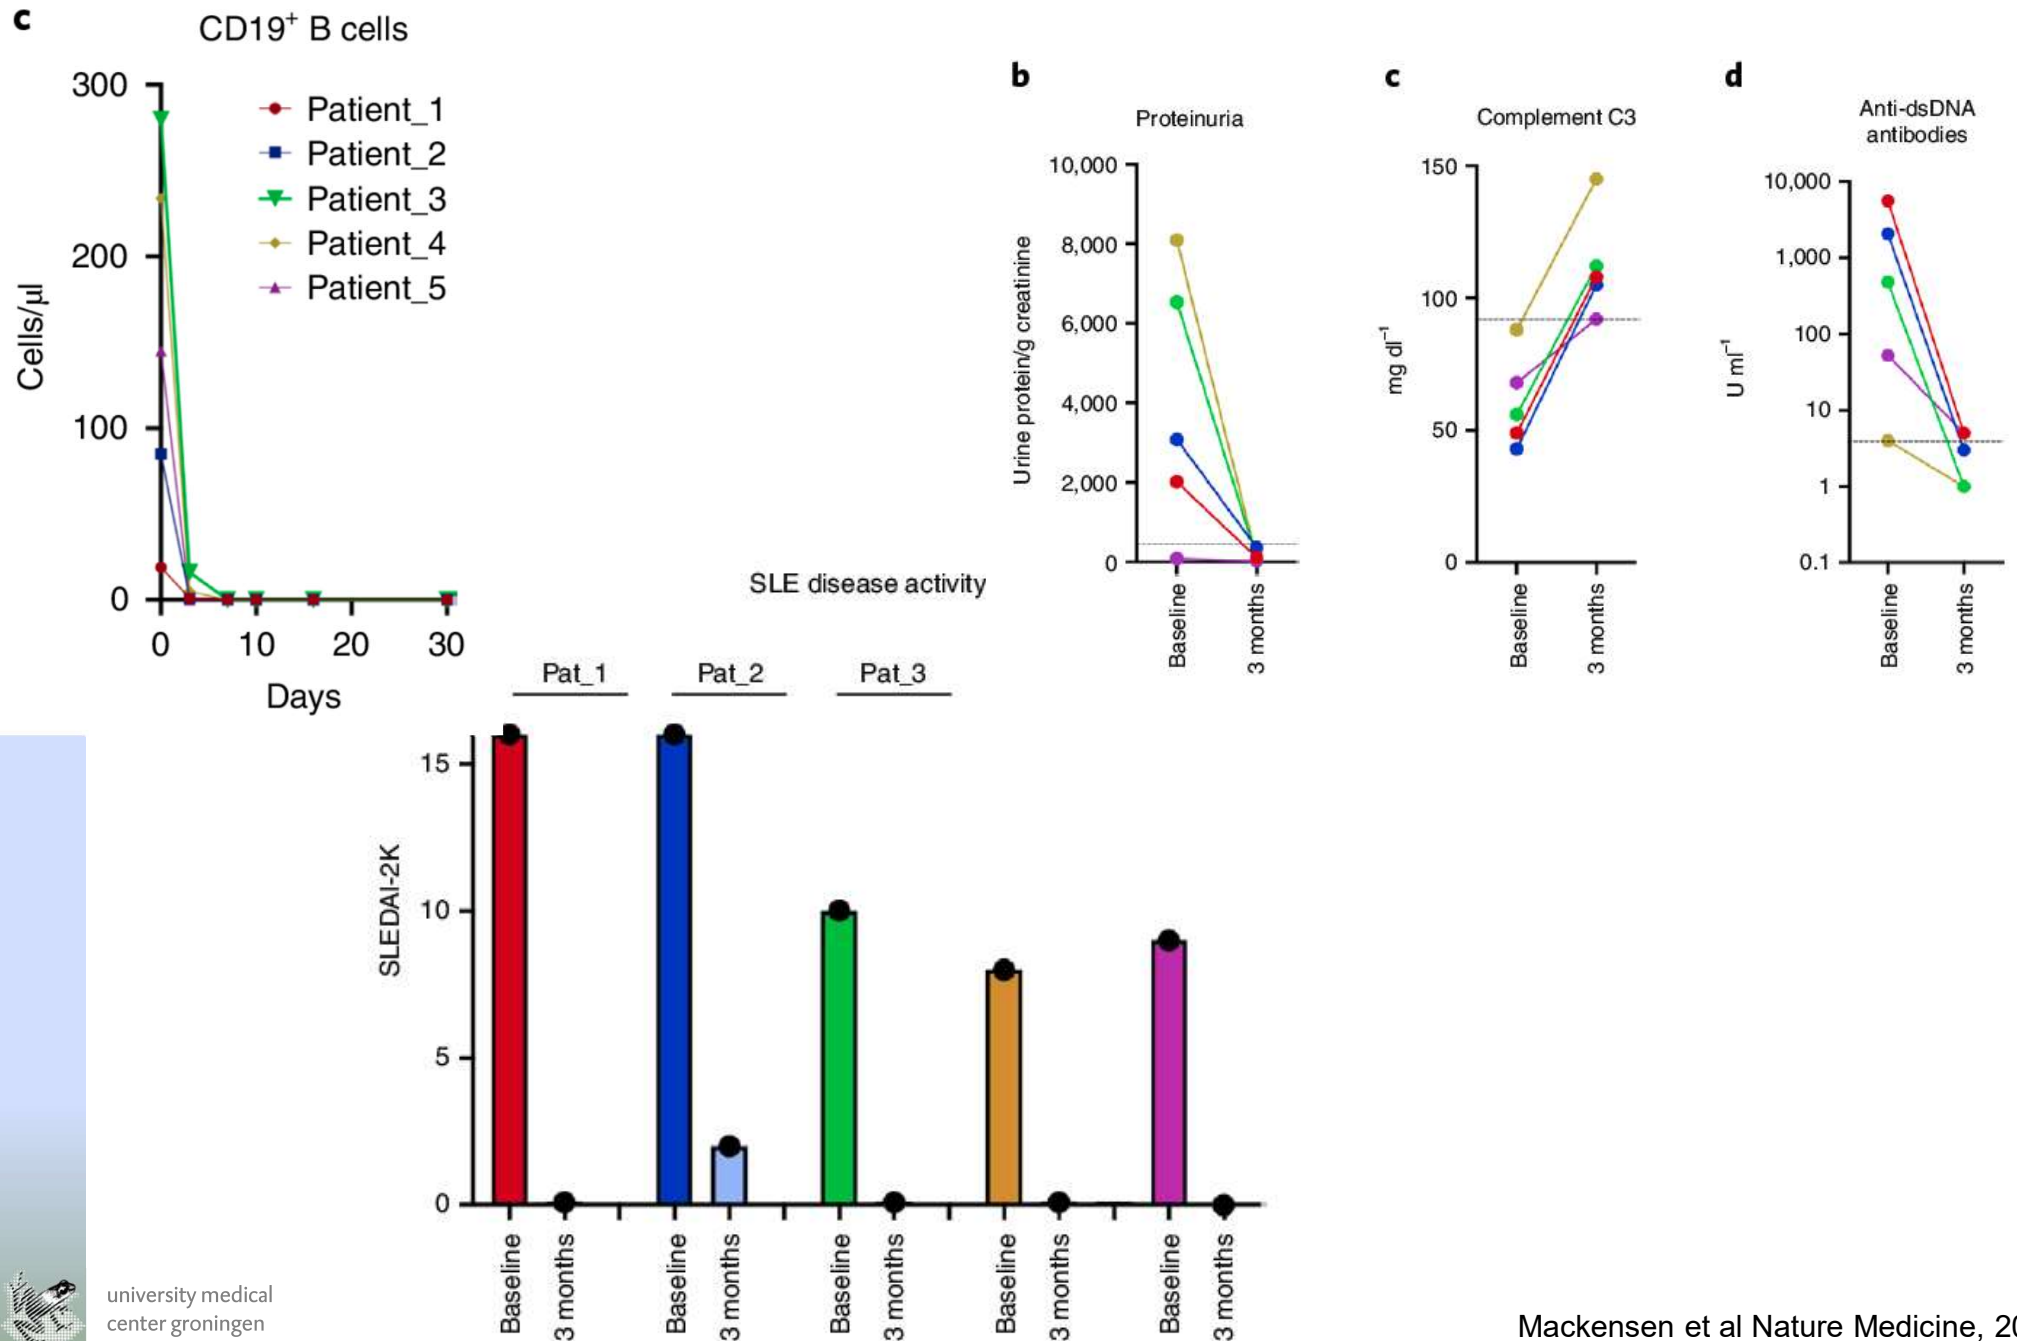 c
CD19+ B cells
300
200
100
0
Cells/µl
0 10 20 30
Days
Patient_1
Patient_2
Patient_3
Patient_4
Patient_5
b
Proteinuria
Urine protein/g creatinine
10,000
8,000
6,000
4,000
2,000
0
Baseline
3 months
c
Complement C3
mg dl⁻¹
150
100
50
0
Baseline
3 months
d
Anti-dsDNA
antibodies
U ml⁻¹
10,000
1,000
100
10
1
0.1
Baseline
3 months
SLE disease activity
Pat_1 Pat_2 Pat_3
SLEDAI-2K
15
10
5
0
Baseline
3 months
Baseline
3 months
Baseline
3 months
Baseline
3 months
Baseline
3 months
university medical
center groningen
Mackensen et al Nature Medicine,